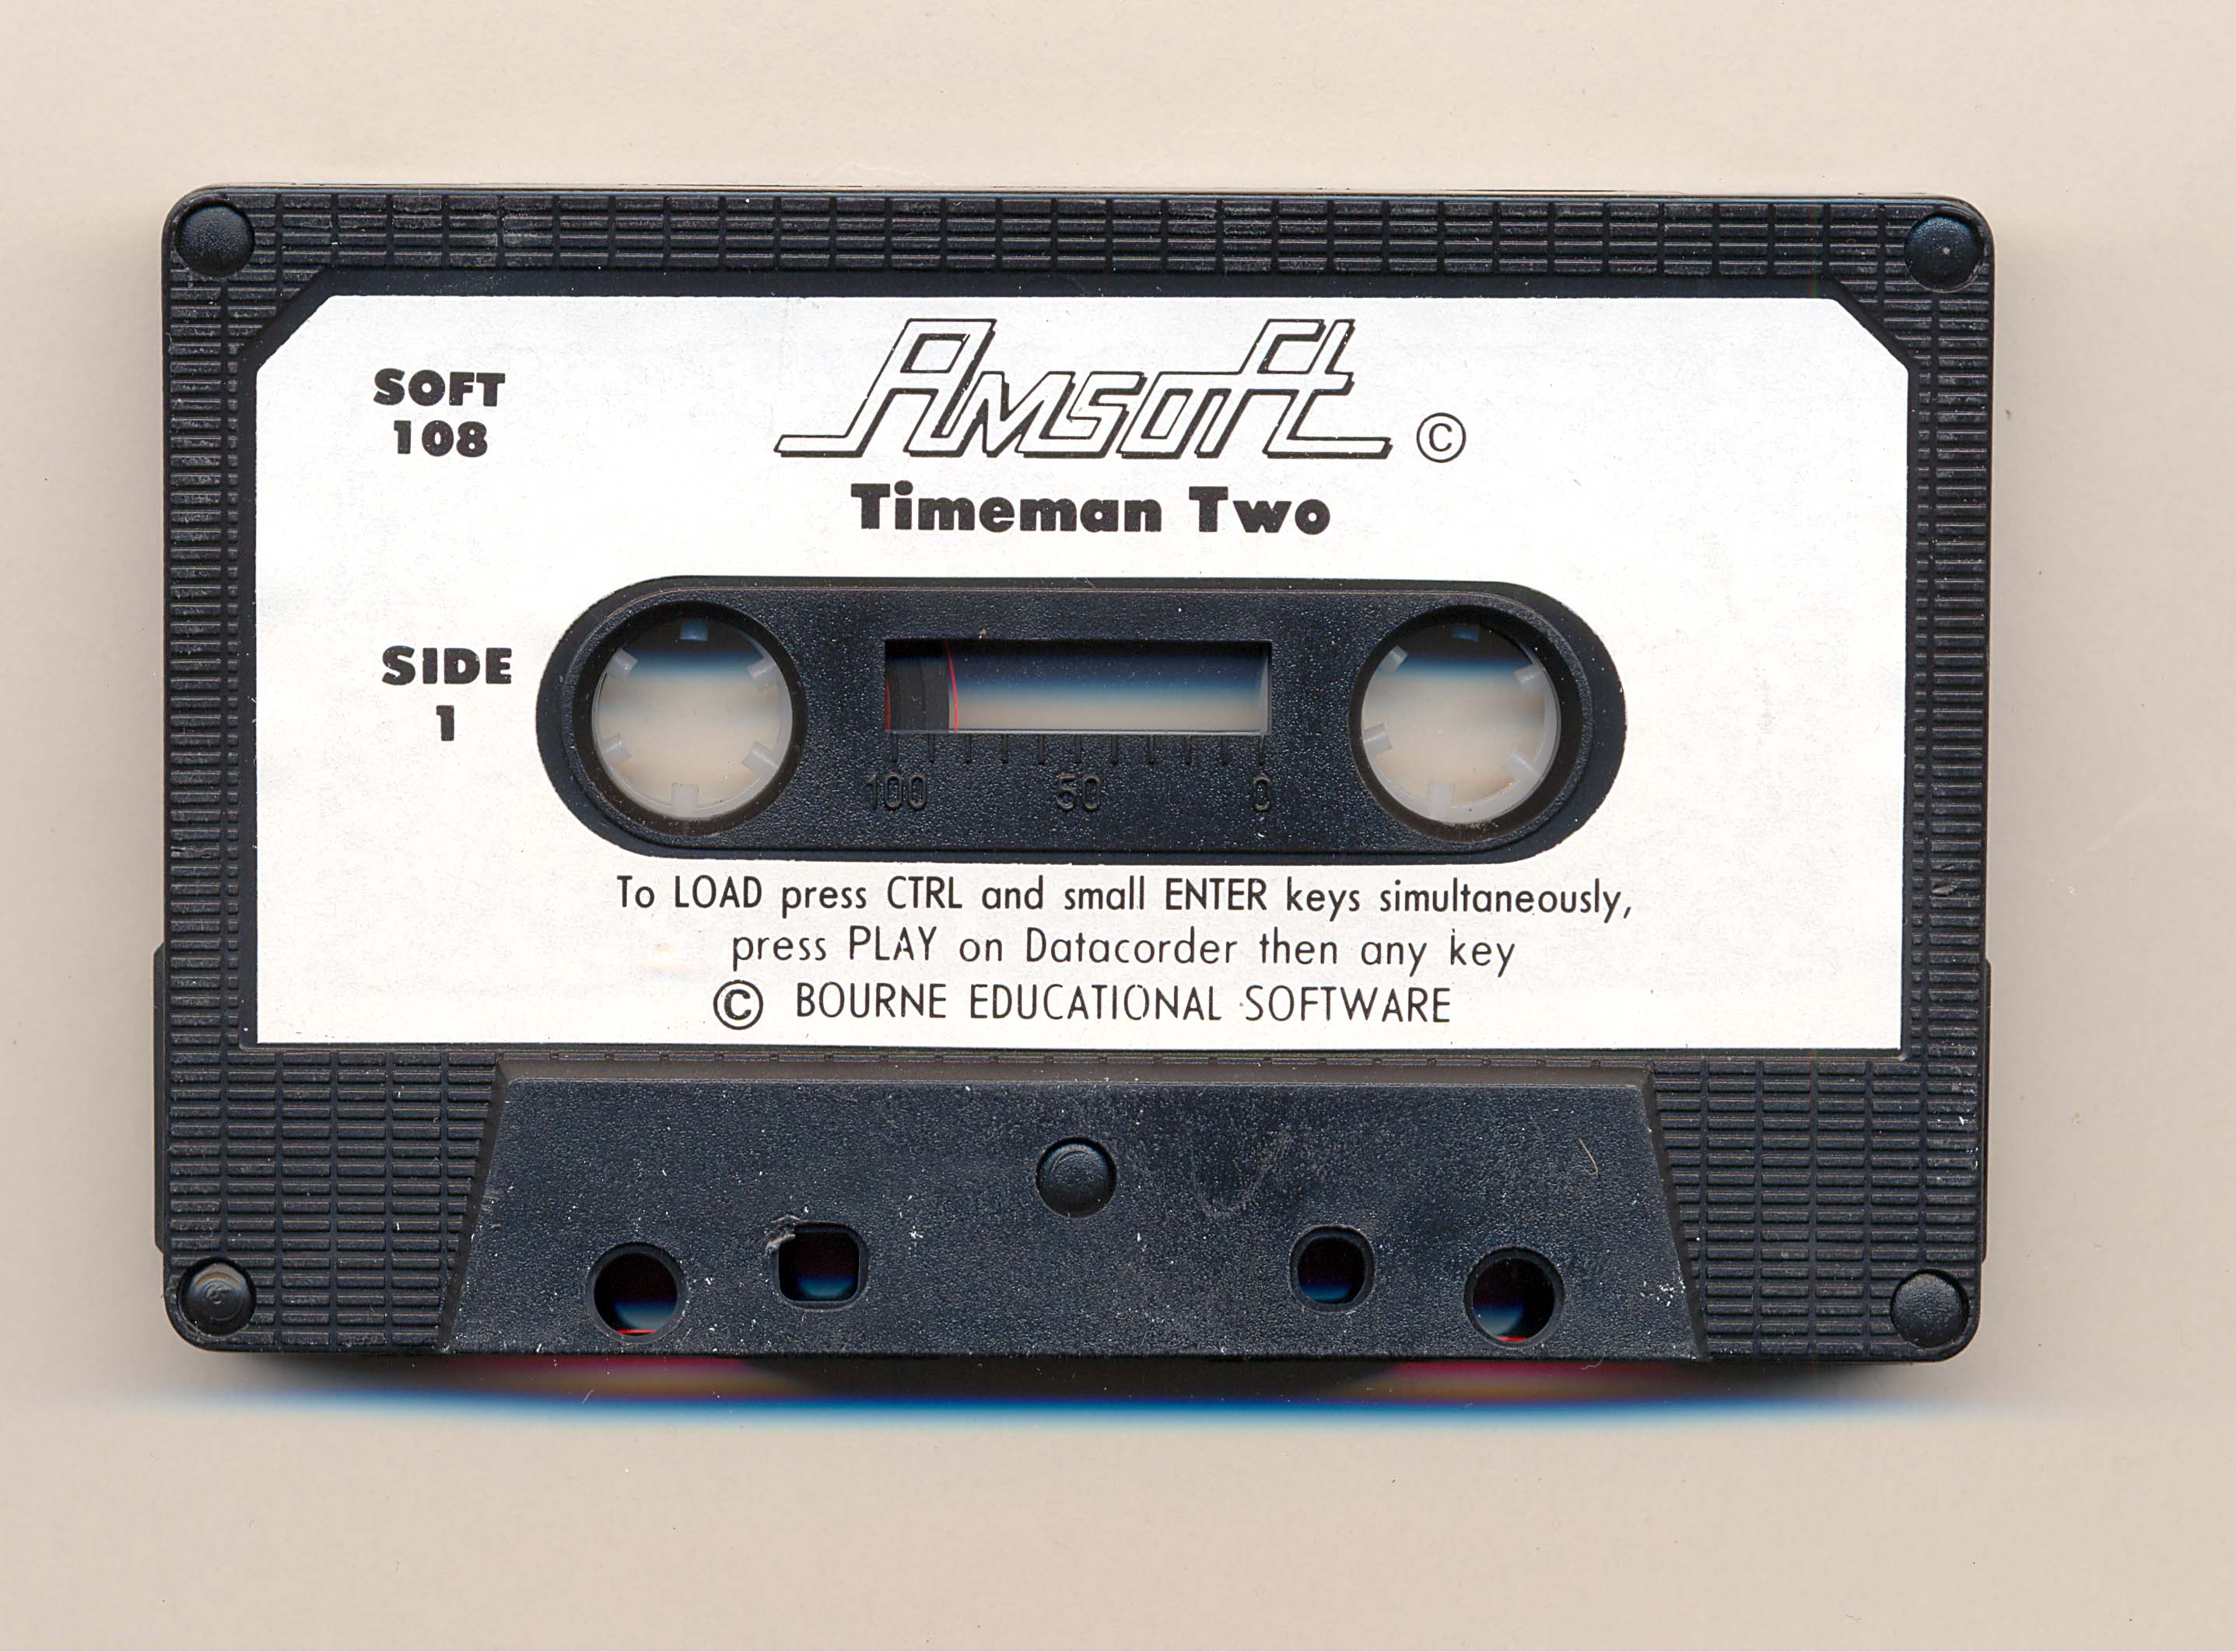 SOFT
108
Amsoft ©
Timeman Two
SIDE
1
100 50 0
To LOAD press CTRL and small ENTER keys simultaneously,
press PLAY on Datacorder then any key
© BOURNE EDUCATIONAL SOFTWARE